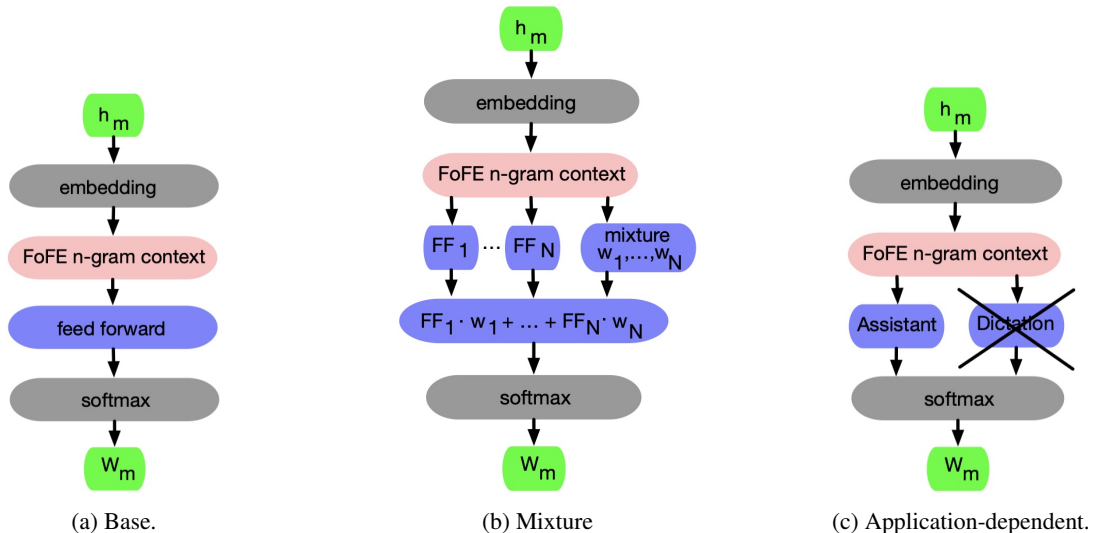 h_m
embedding
FoFE n-gram context
feed forward
softmax
W_m
(a) Base.
h_m
embedding
FoFE n-gram context
FF_1 ... FF_N
mixture
w_1,...,w_N
FF_1 · w_1 + ... + FF_N · w_N
softmax
W_m
(b) Mixture
h_m
embedding
FoFE n-gram context
Assistant
Dictation
softmax
W_m
(c) Application-dependent.